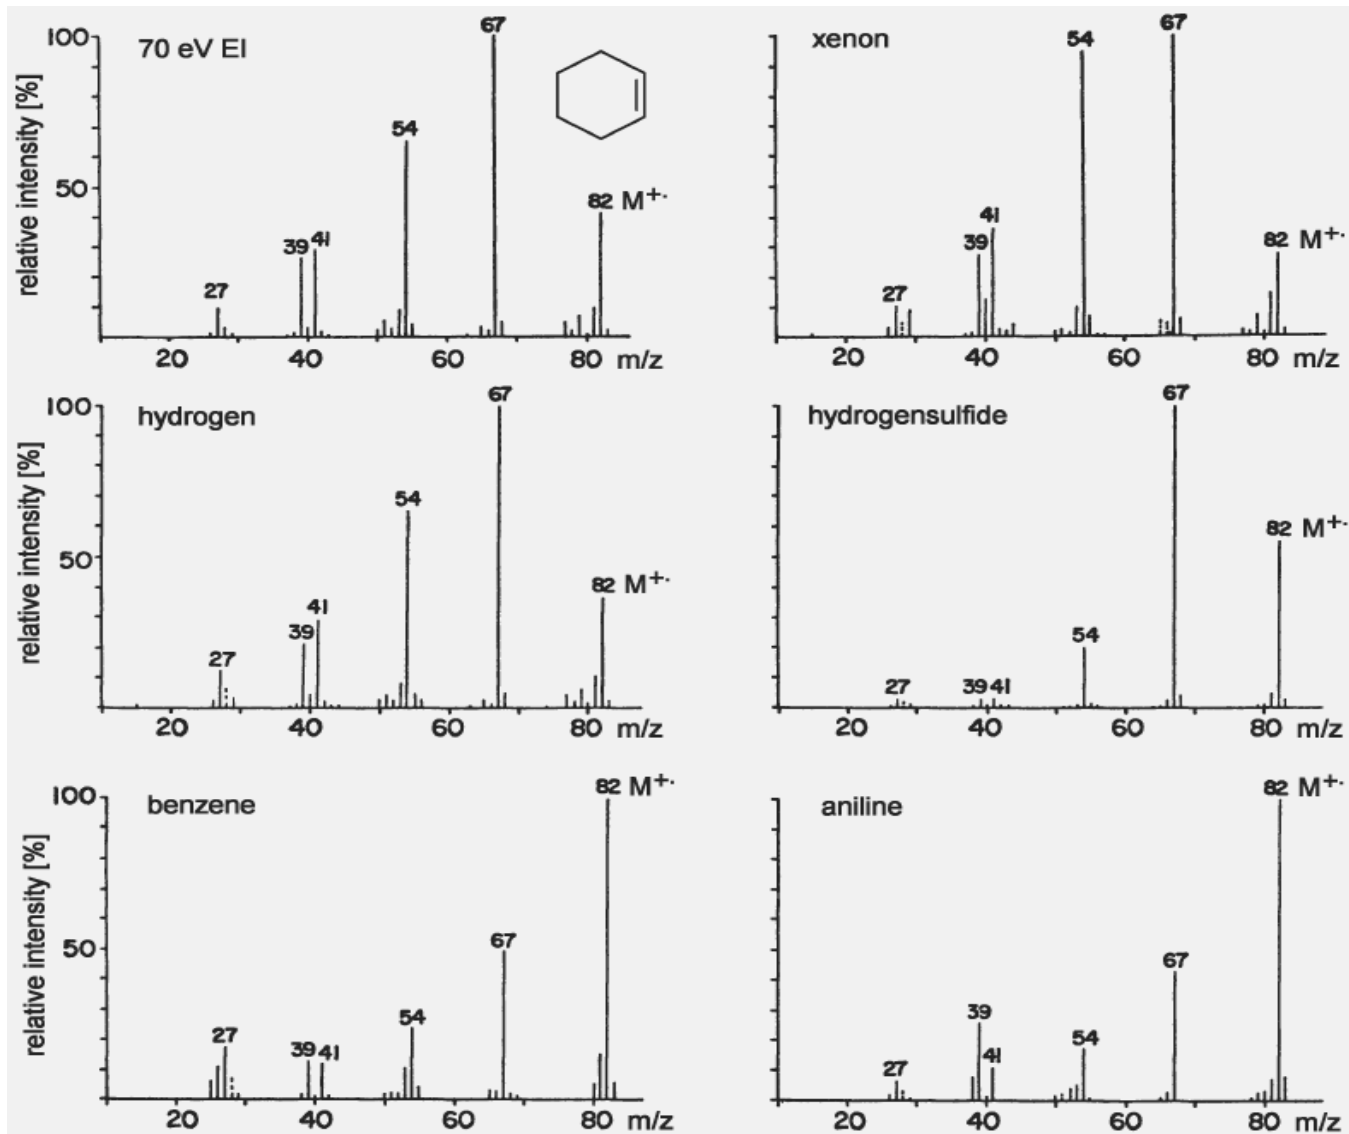 70 eV EI
relative intensity [%]
100
50
27
39
41
54
67
82 M+·
20 40 60 80 m/z
xenon
27
39
41
54
67
82 M+·
20 40 60 80 m/z
hydrogen
relative intensity [%]
100
50
27
39
41
54
67
82 M+·
20 40 60 80 m/z
hydrogensulfide
27
39 41
54
67
82 M+·
20 40 60 80 m/z
benzene
relative intensity [%]
100
50
27
39 41
54
67
82 M+·
20 40 60 80 m/z
aniline
27
39
41
54
67
82 M+·
20 40 60 80 m/z